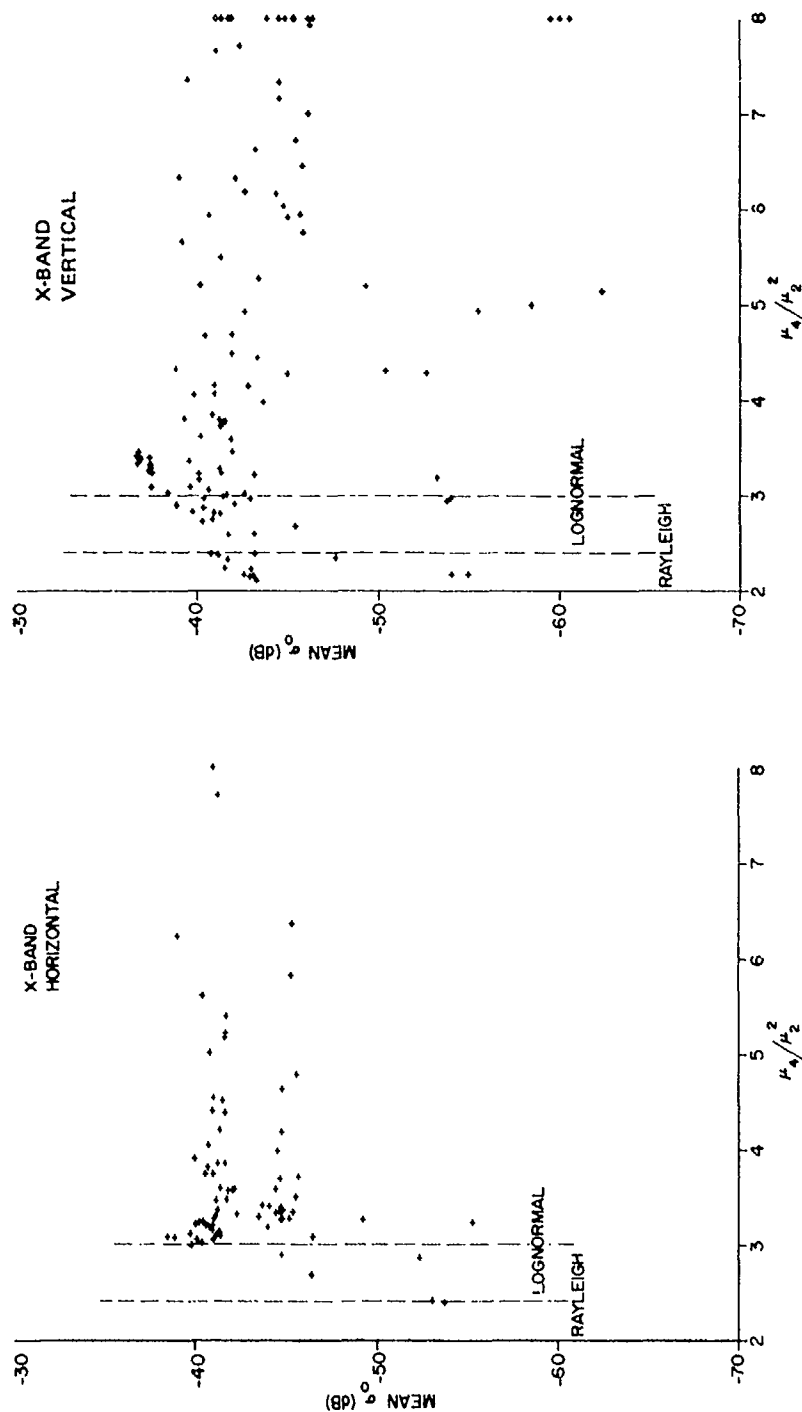 X-BAND
VERTICAL
-30
-40
-50
-60
-70
MEAN σ₀ (dB)
2
3
4
5
6
7
8
μ₄/μ₂²
LOGNORMAL
RAYLEIGH
X-BAND
HORIZONTAL
-30
-40
-50
-60
-70
MEAN σ₀ (dB)
2
3
4
5
6
7
8
μ₄/μ₂²
LOGNORMAL
RAYLEIGH